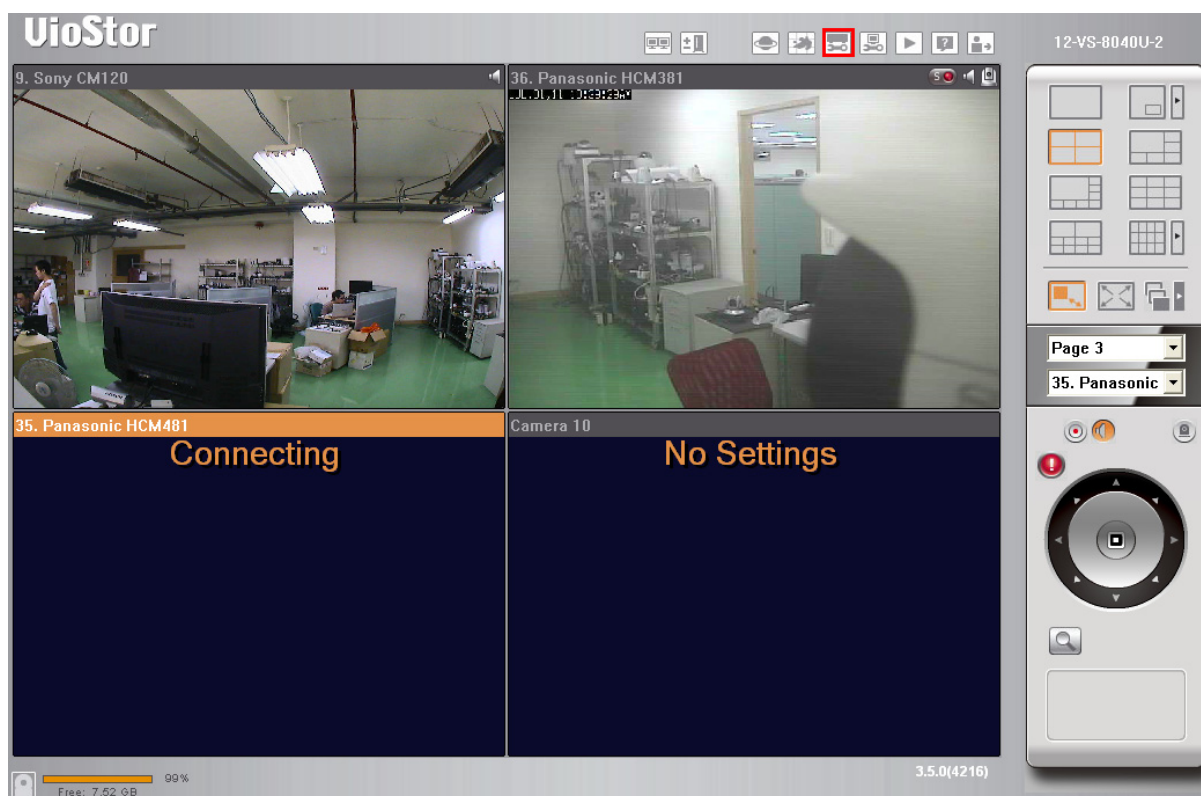 VioStor
12-VS-8040U-2
9. Sony CM120
36. Panasonic HCM381
S
Page 3
35. Panasonic
35. Panasonic HCM481
Connecting
Camera 10
No Settings
99%
Free: 7.52 GB
3.5.0(4216)